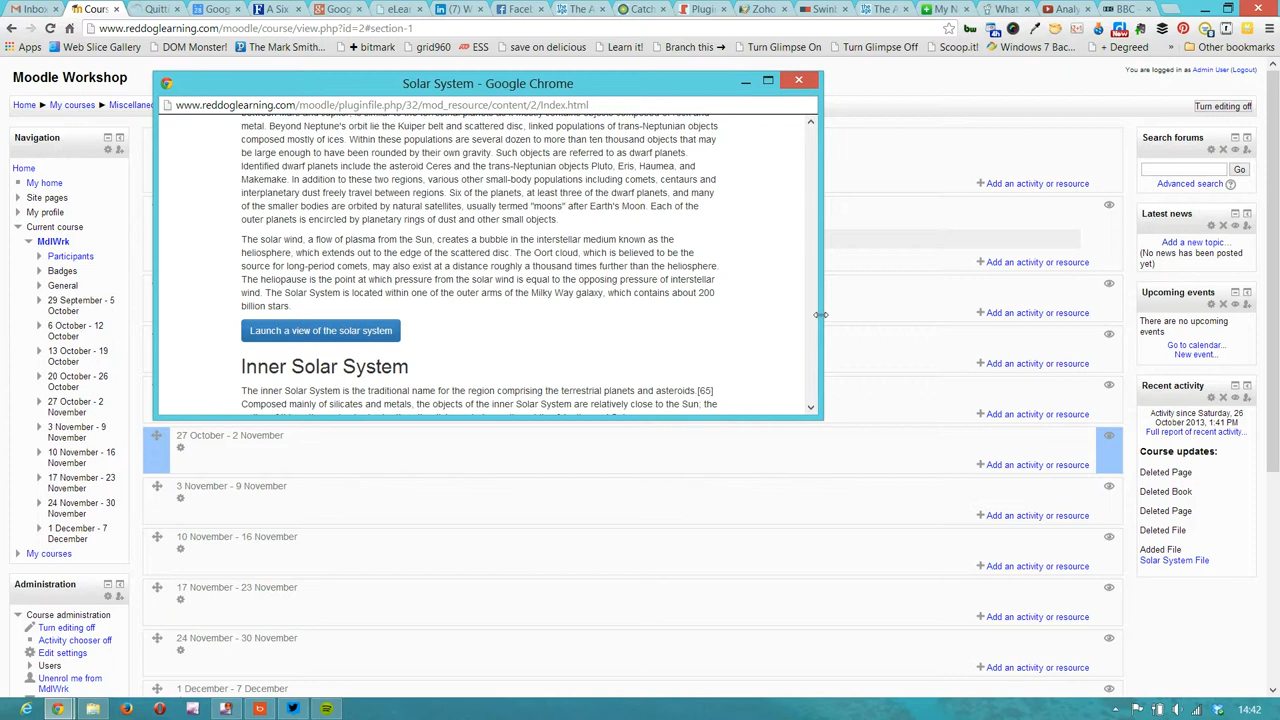 Inbox
Cours
Quitti
Goog
A Six
Goog
eLear
(2) W
Faceb
The A
Catch
Plugi
Zoho
Swinl
The A
My N
What
Analy
BBC
www.reddoglearning.com/moodle/course/view.php?id=2#section-1
Apps
Web Slice Gallery
DOM Monster!
The Mark Smith...
bitmark
grid960
ESS
save on delicious
Learn it!
Branch this →
Turn Glimpse On
Turn Glimpse Off
Scoop.it!
Windows 7 Bac...
+ Degreed
Other bookmarks
Moodle Workshop
You are logged in as Admin User (Logout)
Home ▶ My courses ▶ Miscellane
Turn editing off
Solar System - Google Chrome
www.reddoglearning.com/moodle/pluginfile.php/32/mod_resource/content/2/Index.html
metal. Beyond Neptune's orbit lie the Kuiper belt and scattered disc, linked populations of trans-Neptunian objects
composed mostly of ices. Within these populations are several dozen to more than ten thousand objects that may
be large enough to have been rounded by their own gravity. Such objects are referred to as dwarf planets.
Identified dwarf planets include the asteroid Ceres and the trans-Neptunian objects Pluto, Eris, Haumea, and
Makemake. In addition to these two regions, various other small-body populations including comets, centaurs and
interplanetary dust freely travel between regions. Six of the planets, at least three of the dwarf planets, and many
of the smaller bodies are orbited by natural satellites, usually termed "moons" after Earth's Moon. Each of the
outer planets is encircled by planetary rings of dust and other small objects.
The solar wind, a flow of plasma from the Sun, creates a bubble in the interstellar medium known as the
heliosphere, which extends out to the edge of the scattered disc. The Oort cloud, which is believed to be the
source for long-period comets, may also exist at a distance roughly a thousand times further than the heliosphere.
The heliopause is the point at which pressure from the solar wind is equal to the opposing pressure of interstellar
wind. The Solar System is located within one of the outer arms of the Milky Way galaxy, which contains about 200
billion stars.
Launch a view of the solar system
Inner Solar System
The inner Solar System is the traditional name for the region comprising the terrestrial planets and asteroids.[65]
Composed mainly of silicates and metals, the objects of the inner Solar System are relatively close to the Sun; the
Navigation
Home
My home
Site pages
My profile
Current course
MdlWrk
Participants
Badges
General
29 September - 5
October
6 October - 12
October
13 October - 19
October
20 October - 26
October
27 October - 2
November
3 November - 9
November
10 November - 16
November
17 November - 23
November
24 November - 30
November
1 December - 7
December
My courses
Administration
Course administration
Turn editing off
Activity chooser off
Edit settings
Users
Unenrol me from
MdlWrk
Add an activity or resource
Add an activity or resource
Add an activity or resource
Add an activity or resource
Add an activity or resource
27 October - 2 November
Add an activity or resource
3 November - 9 November
Add an activity or resource
10 November - 16 November
Add an activity or resource
17 November - 23 November
Add an activity or resource
24 November - 30 November
Add an activity or resource
1 December - 7 December
Search forums
Go
Advanced search
Latest news
Add a new topic...
(No news has been posted
yet)
Upcoming events
There are no upcoming
events
Go to calendar...
New event...
Recent activity
Activity since Saturday, 26
October 2013, 1:41 PM
Full report of recent activity...
Course updates:
Deleted Page
Deleted Book
Deleted Page
Deleted File
Added File
Solar System File
14:42